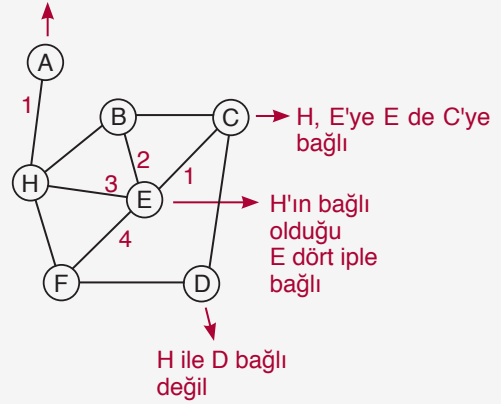 A
1
B
C
H, E'ye E de C'ye
bağlı
2
1
H
3
E
H'ın bağlı
olduğu
E dört iple
bağlı
4
F
D
H ile D bağlı
değil